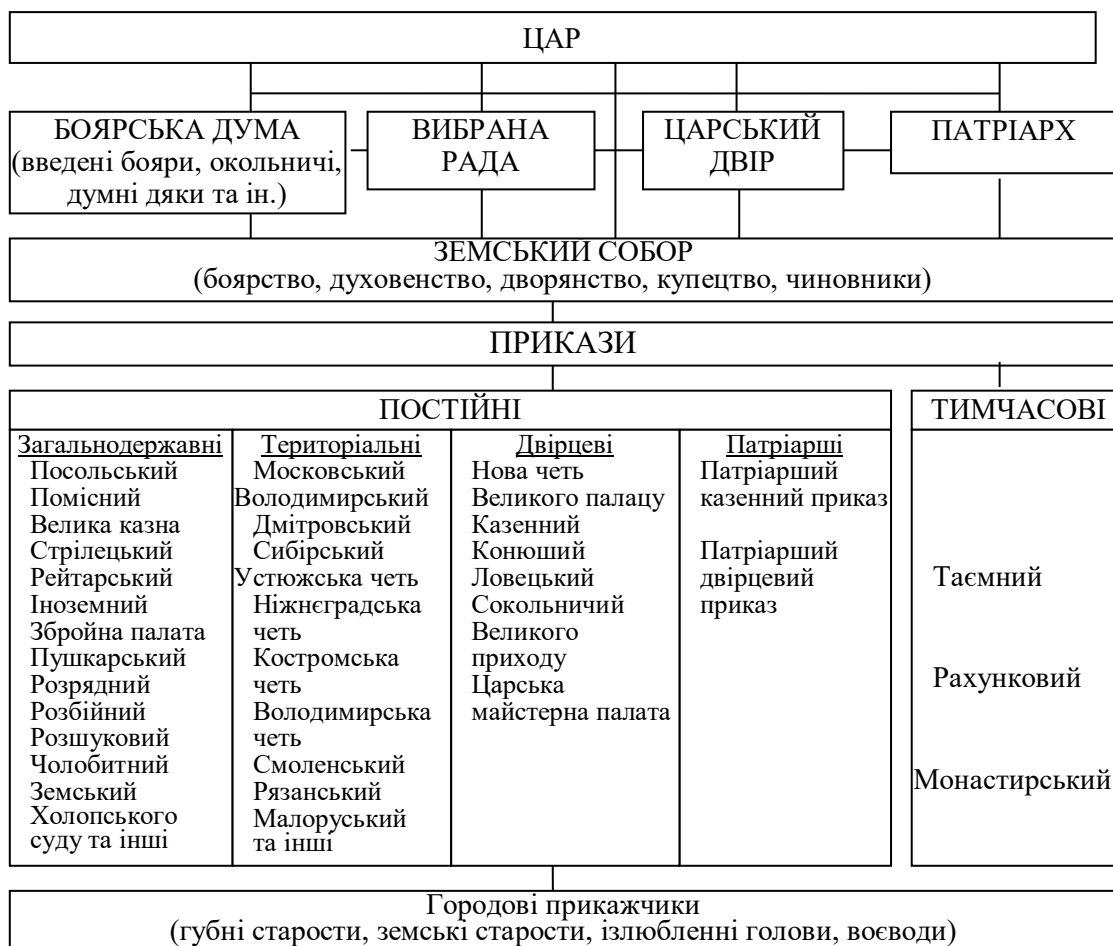 ЦАР
БОЯРСЬКА ДУМА
(введені бояри, окольничі,
думні дяки та ін.)
ВИБРАНА
РАДА
ЦАРСЬКИЙ
ДВІР
ПАТРІАРХ
ЗЕМСЬКИЙ СОБОР
(боярство, духовенство, дворянство, купецтво, чиновники)
ПРИКАЗИ
ПОСТІЙНІ
Загальнодержавні
Посольський
Помісний
Велика казна
Стрілецький
Рейтарський
Іноземний
Збройна палата
Пушкарський
Розрядний
Розбійний
Розшуковий
Чолобитний
Земський
Холопського
суду та інші
Територіальні
Московський
Володимирський
Дмітровський
Сибірський
Устюжська четь
Ніжнєградська
четь
Костромська
четь
Володимирська
четь
Смоленський
Рязанський
Малоруський
та інші
Двірцеві
Нова четь
Великого палацу
Казенний
Конюший
Ловецький
Сокольничий
Великого
приходу
Царська
майстерна палата
Патріарші
Патріарший
казенний приказ
Патріарший
двірцевий
приказ
ТИМЧАСОВІ
Таємний
Рахунковий
Монастирський
Городові прикажчики
(губні старости, земські старости, ізлюбленні голови, воєводи)